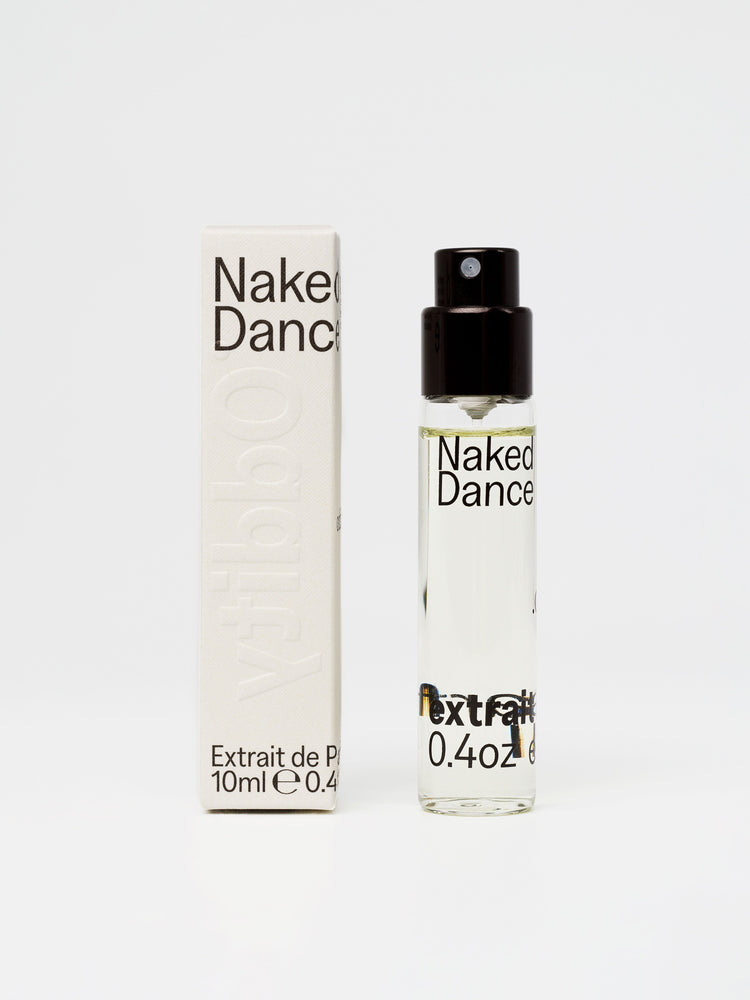 Naked
Dance
Oddity
Extrait de Pa
10ml ℮ 0.4
Naked
Dance
extrait
0.4oz ℮